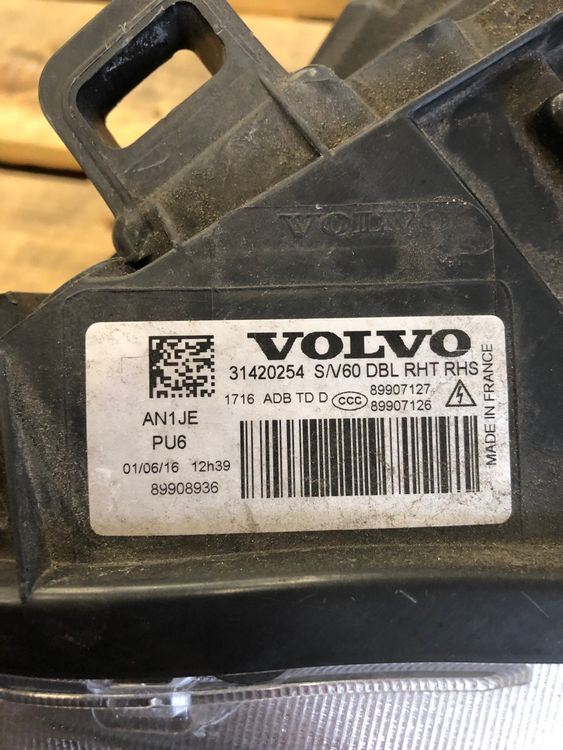 VOLVO
VOLVO
31420254 S/V60 DBL RHT RHS
1716 ADB TD D CCC 89907127
89907126
AN1JE
PU6
01/06/16 12h39
89908936
MADE IN FRANCE